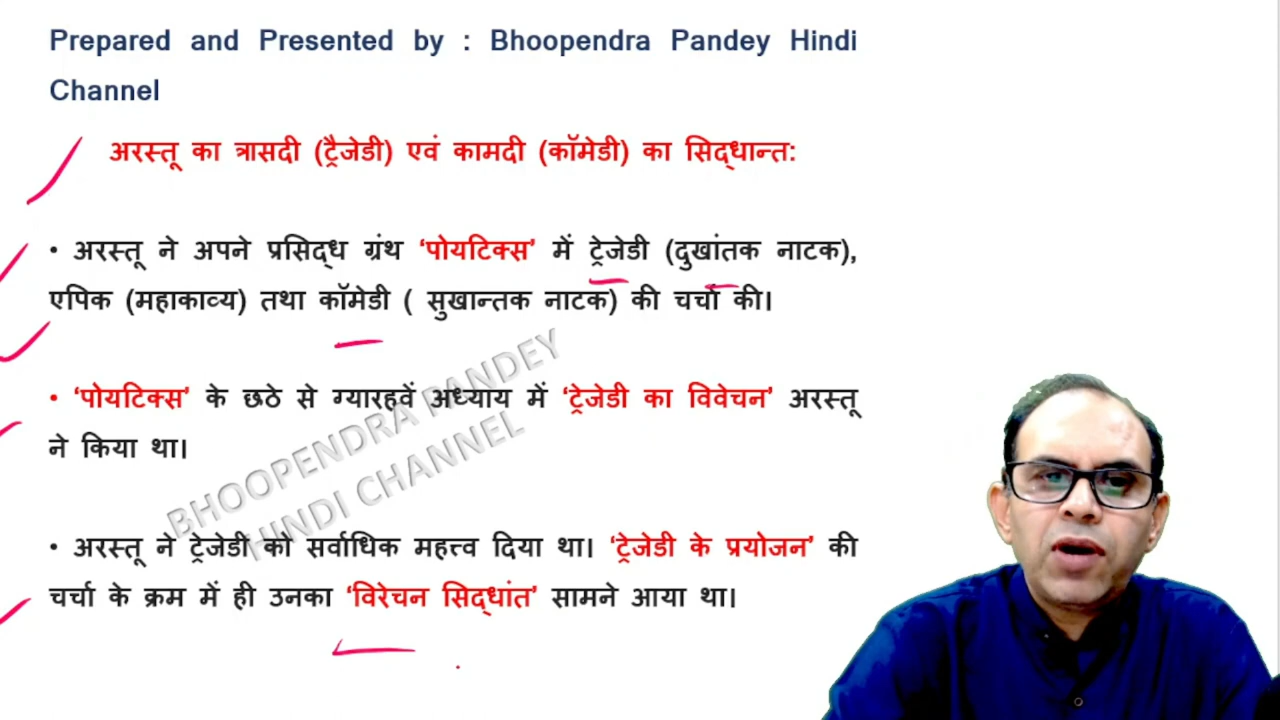 Prepared and Presented by : Bhoopendra Pandey Hindi
Channel
अरस्तू का त्रासदी (ट्रैजेडी) एवं कामदी (कॉमेडी) का सिद्धान्त:
• अरस्तू ने अपने प्रसिद्ध ग्रंथ ‘पोयटिक्स’ में ट्रेजेडी (दुखांतक नाटक),
एपिक (महाकाव्य) तथा कॉमेडी ( सुखान्तक नाटक) की चर्चा की।
• ‘पोयटिक्स’ के छठे से ग्यारहवें अध्याय में ‘ट्रेजेडी का विवेचन’ अरस्तू
ने किया था।
BHOOPENDRA PANDEY
HINDI CHANNEL
• अरस्तू ने ट्रेजेडी को सर्वाधिक महत्त्व दिया था। ‘ट्रेजेडी के प्रयोजन’ की
चर्चा के क्रम में ही उनका ‘विरेचन सिद्धांत’ सामने आया था।